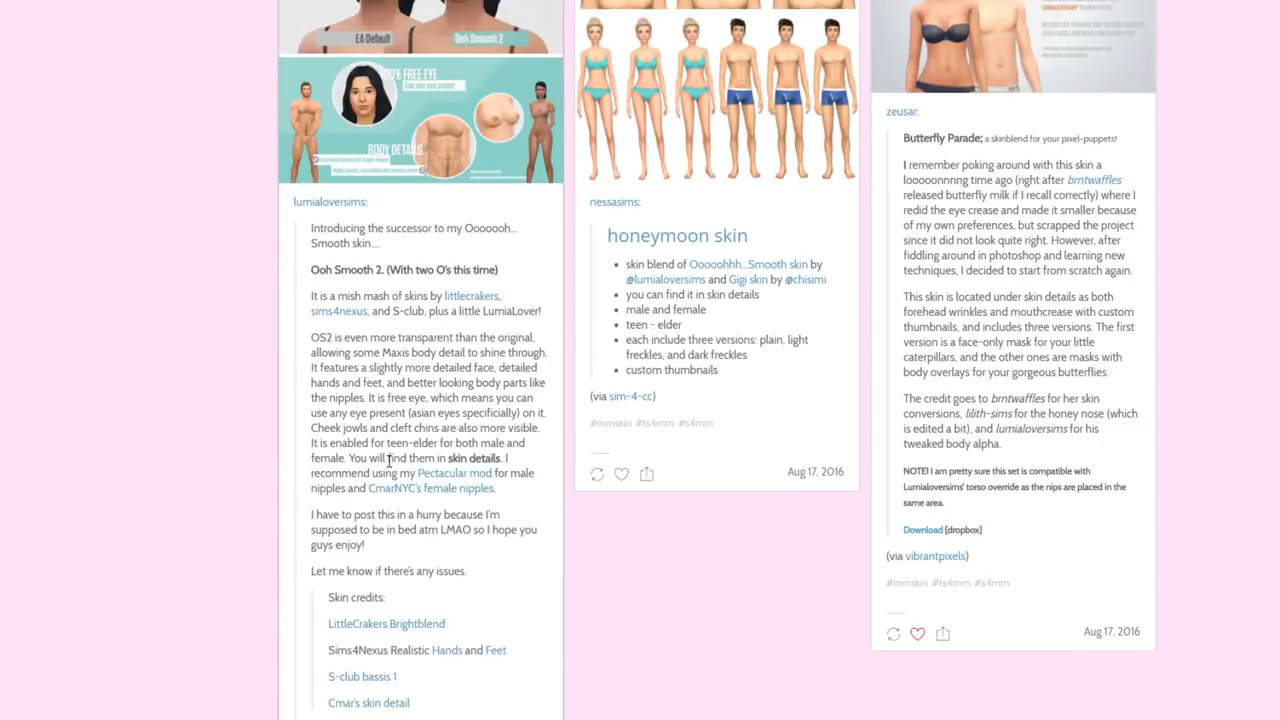 EA Default
Ooh Smooth 2
100% FREE EYE
BODY DETAILS
lumialoversims:
Introducing the successor to my Ooooooh...
Smooth skin....
Ooh Smooth 2. (With two O's this time)
It is a mish mash of skins by littlecrakers,
sims4nexus, and S-club, plus a little LumiaLover!
OS2 is even more transparent than the original,
allowing some Maxis body detail to shine through.
It features a slightly more detailed face, detailed
hands and feet, and better looking body parts like
the nipples. It is free eye, which means you can
use any eye present (asian eyes specificially) on it.
Cheek jowls and cleft chins are also more visible.
It is enabled for teen-elder for both male and
female. You will find them in skin details. I
recommend using my Pectacular mod for male
nipples and CmarNYC's female nipples.
I have to post this in a hurry because I'm
supposed to be in bed atm LMAO so I hope you
guys enjoy!
Let me know if there's any issues.
Skin credits:
LittleCrakers Brightblend
Sims4Nexus Realistic Hands and Feet
S-club bassis 1
Cmar's skin detail
nessasims:
honeymoon skin
• skin blend of Ooooohhh...Smooth skin by
@lumialoversims and Gigi skin by @chisimi
• you can find it in skin details
• male and female
• teen - elder
• each include three versions: plain, light
freckles, and dark freckles
• custom thumbnails
(via sim-4-cc)
#mmskin #ts4mm #s4mm
Aug 17, 2016
zeusar:
Butterfly Parade; a skinblend for your pixel-puppets!
I remember poking around with this skin a
looooonnnng time ago (right after brntwaffles
released butterfly milk if I recall correctly) where I
redid the eye crease and made it smaller because
of my own preferences, but scrapped the project
since it did not look quite right. However, after
fiddling around in photoshop and learning new
techniques, I decided to start from scratch again.
This skin is located under skin details as both
forehead wrinkles and mouthcrease with custom
thumbnails, and includes three versions. The first
version is a face-only mask for your little
caterpillars, and the other ones are masks with
body overlays for your gorgeous butterflies.
The credit goes to brntwaffles for her skin
conversions, lilith-sims for the honey nose (which
is edited a bit), and lumialoversims for his
tweaked body alpha.
NOTE! I am pretty sure this set is compatible with
Lumialoversims' torso override as the nips are placed in the
same area.
Download [dropbox]
(via vibrantpixels)
#mmskin #ts4mm #s4mm
Aug 17, 2016